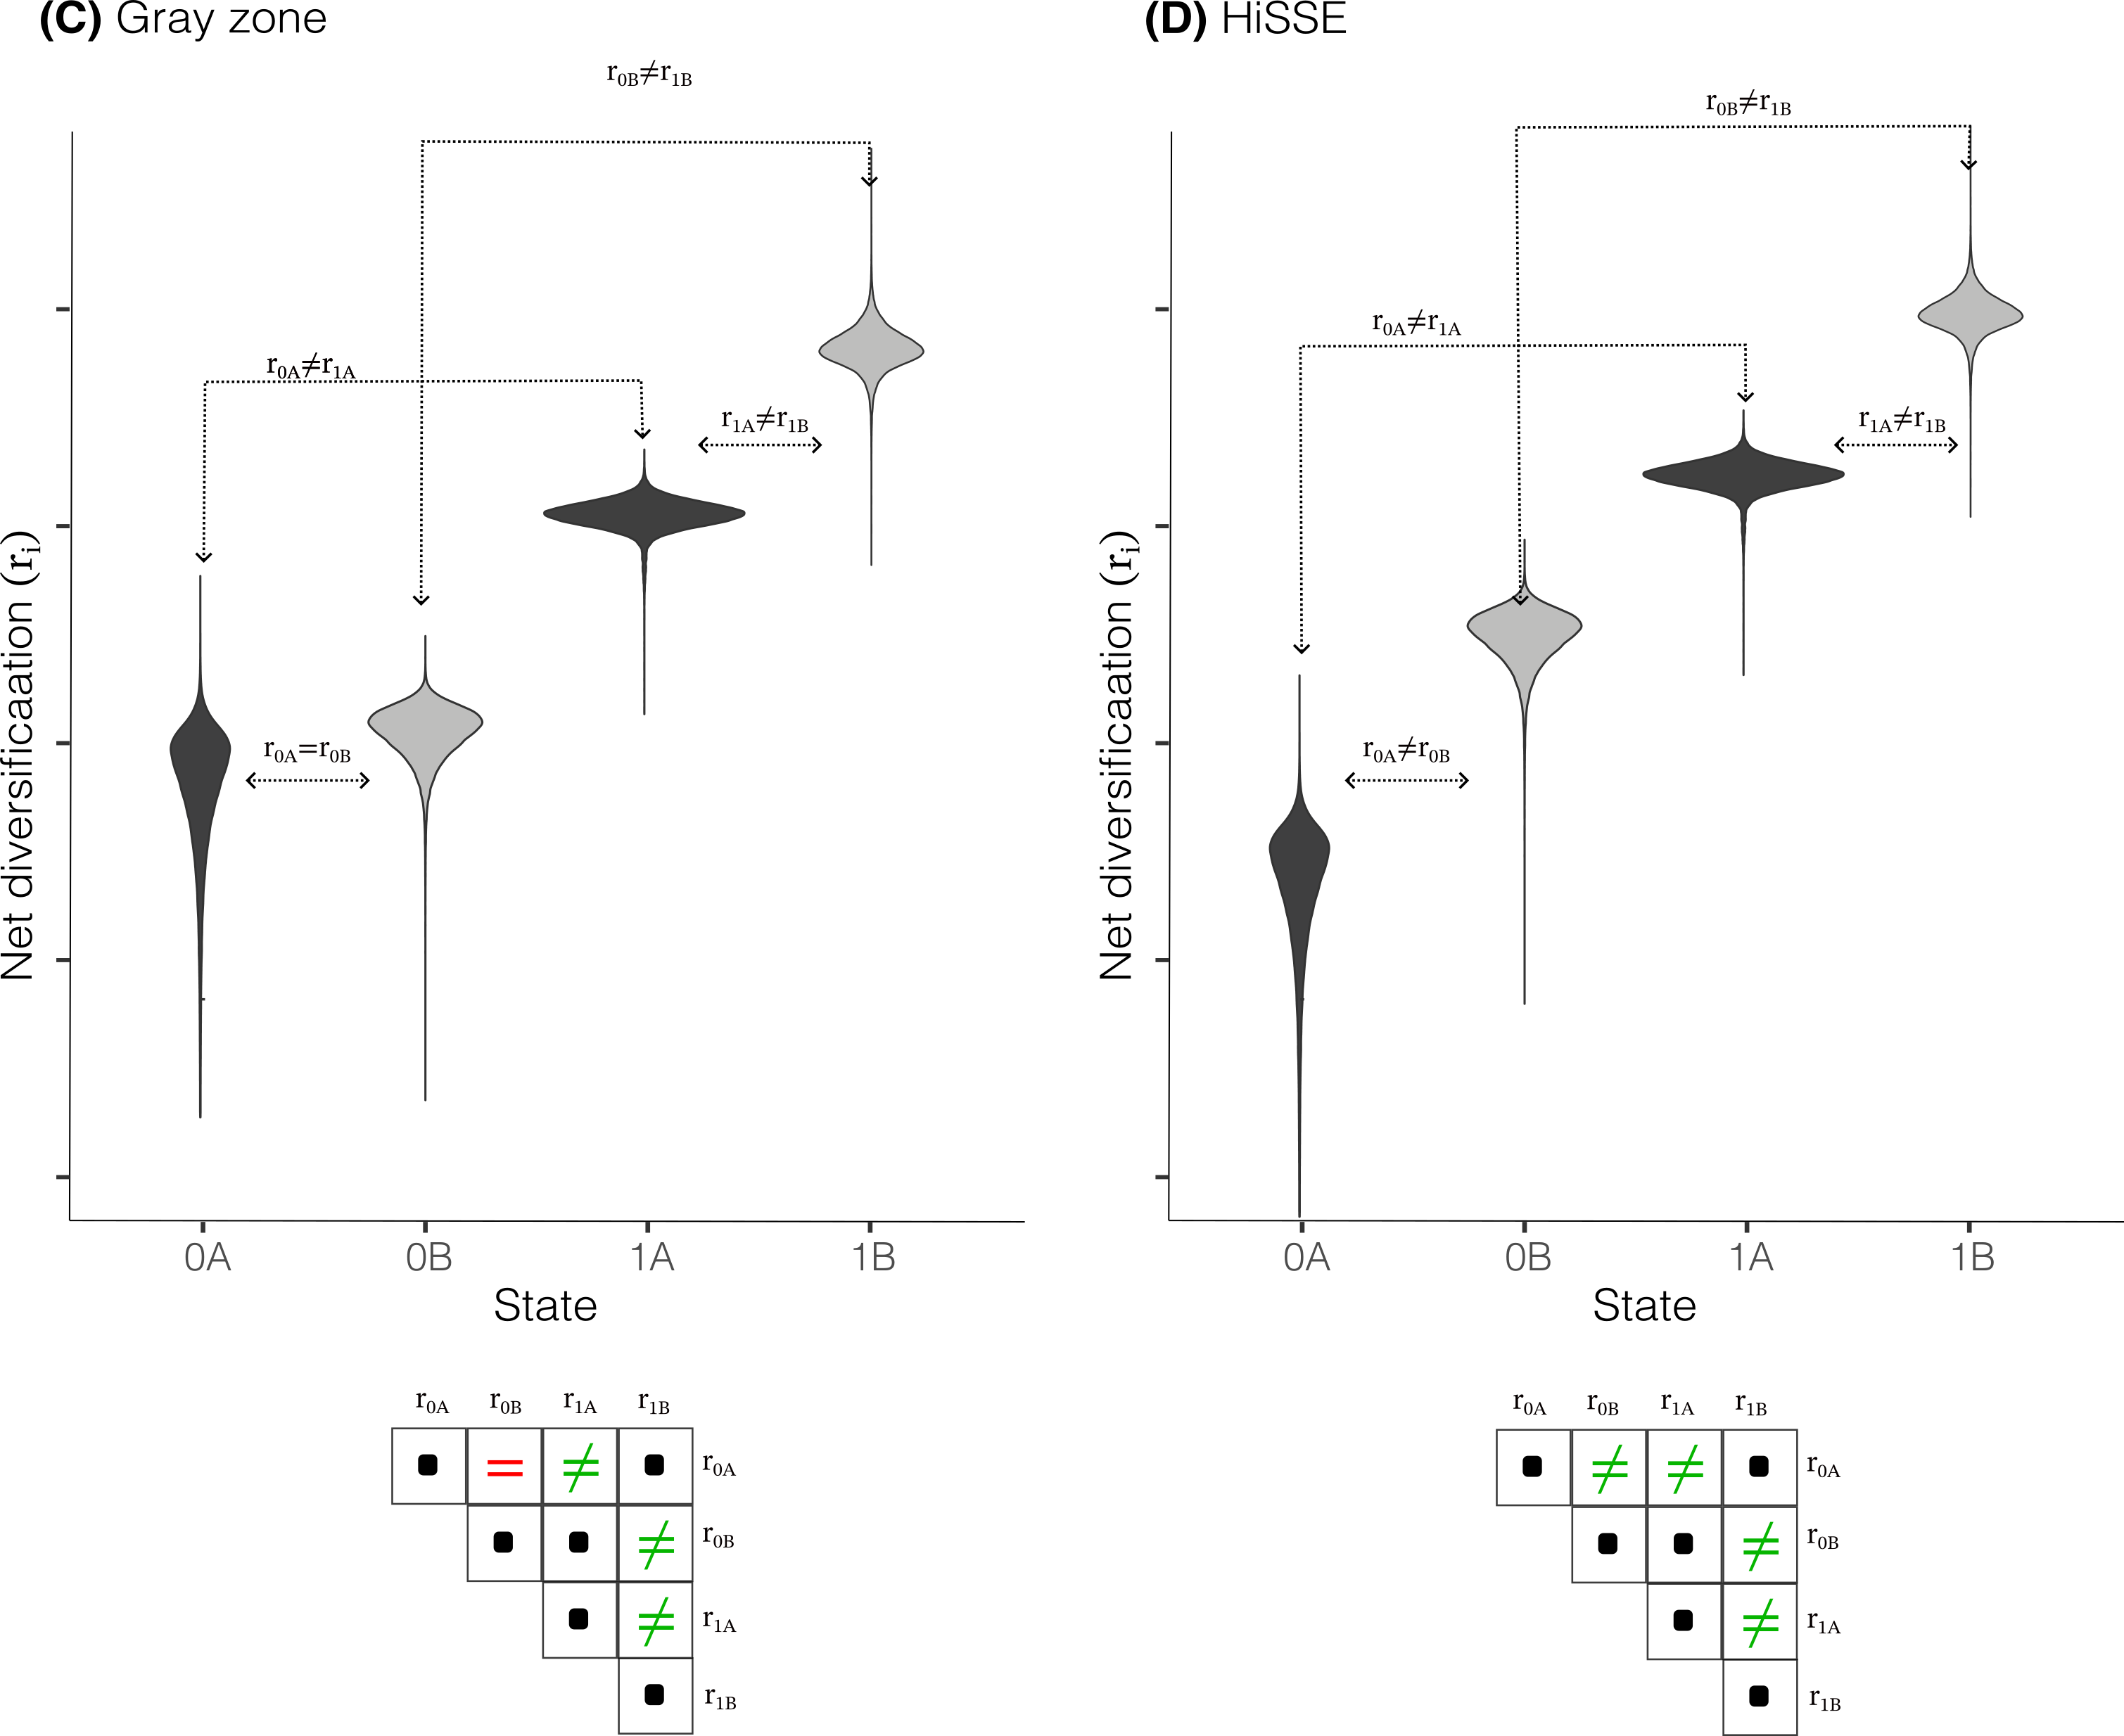 (C) Gray zone
r0B≠r1B
r0A≠r1A
r1A≠r1B
r0A=r0B
Net diversificaation (ri)
0A 0B 1A 1B
State
r0A r0B r1A r1B
= ≠ r0A
≠ r0B
≠ r1A
r1B
(D) HiSSE
r0B≠r1B
r0A≠r1A
r1A≠r1B
r0A≠r0B
Net diversificaation (ri)
0A 0B 1A 1B
State
r0A r0B r1A r1B
≠ ≠ r0A
≠ r0B
≠ r1A
r1B